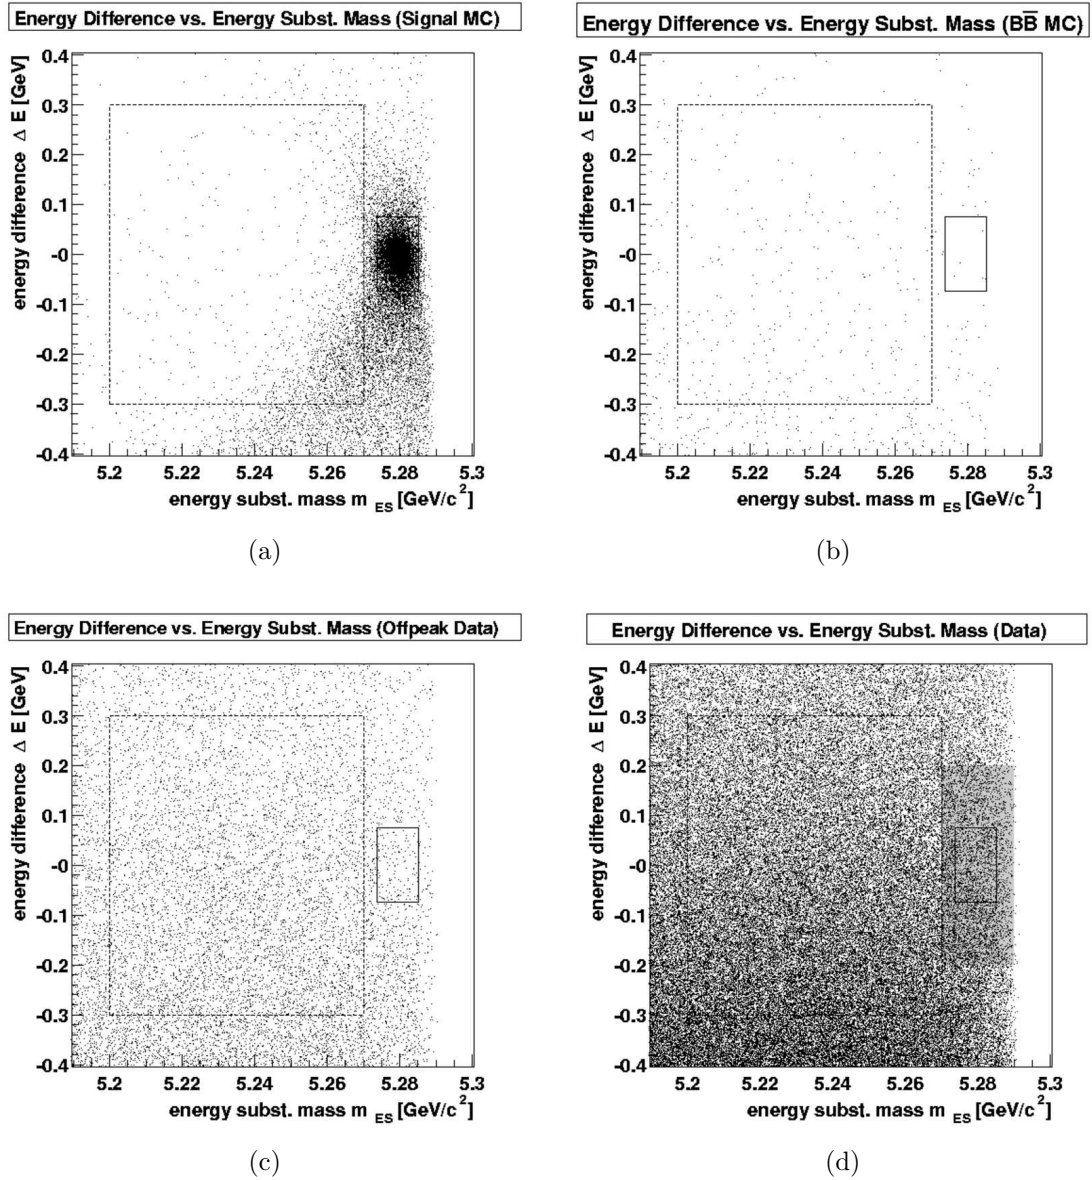 Energy Difference vs. Energy Subst. Mass (Signal MC)
energy difference Δ E [GeV]
0.4
0.3
0.2
0.1
-0
-0.1
-0.2
-0.3
-0.4
5.2 5.22 5.24 5.26 5.28 5.3
energy subst. mass m ES [GeV/c²]
(a)
Energy Difference vs. Energy Subst. Mass (BB̅ MC)
energy difference Δ E [GeV]
0.4
0.3
0.2
0.1
-0
-0.1
-0.2
-0.3
-0.4
5.2 5.22 5.24 5.26 5.28 5.3
energy subst. mass m ES [GeV/c²]
(b)
Energy Difference vs. Energy Subst. Mass (Offpeak Data)
energy difference Δ E [GeV]
0.4
0.3
0.2
0.1
-0
-0.1
-0.2
-0.3
-0.4
5.2 5.22 5.24 5.26 5.28 5.3
energy subst. mass m ES [GeV/c²]
(c)
Energy Difference vs. Energy Subst. Mass (Data)
energy difference Δ E [GeV]
0.4
0.3
0.2
0.1
-0
-0.1
-0.2
-0.3
-0.4
5.2 5.22 5.24 5.26 5.28 5.3
energy subst. mass m ES [GeV/c²]
(d)